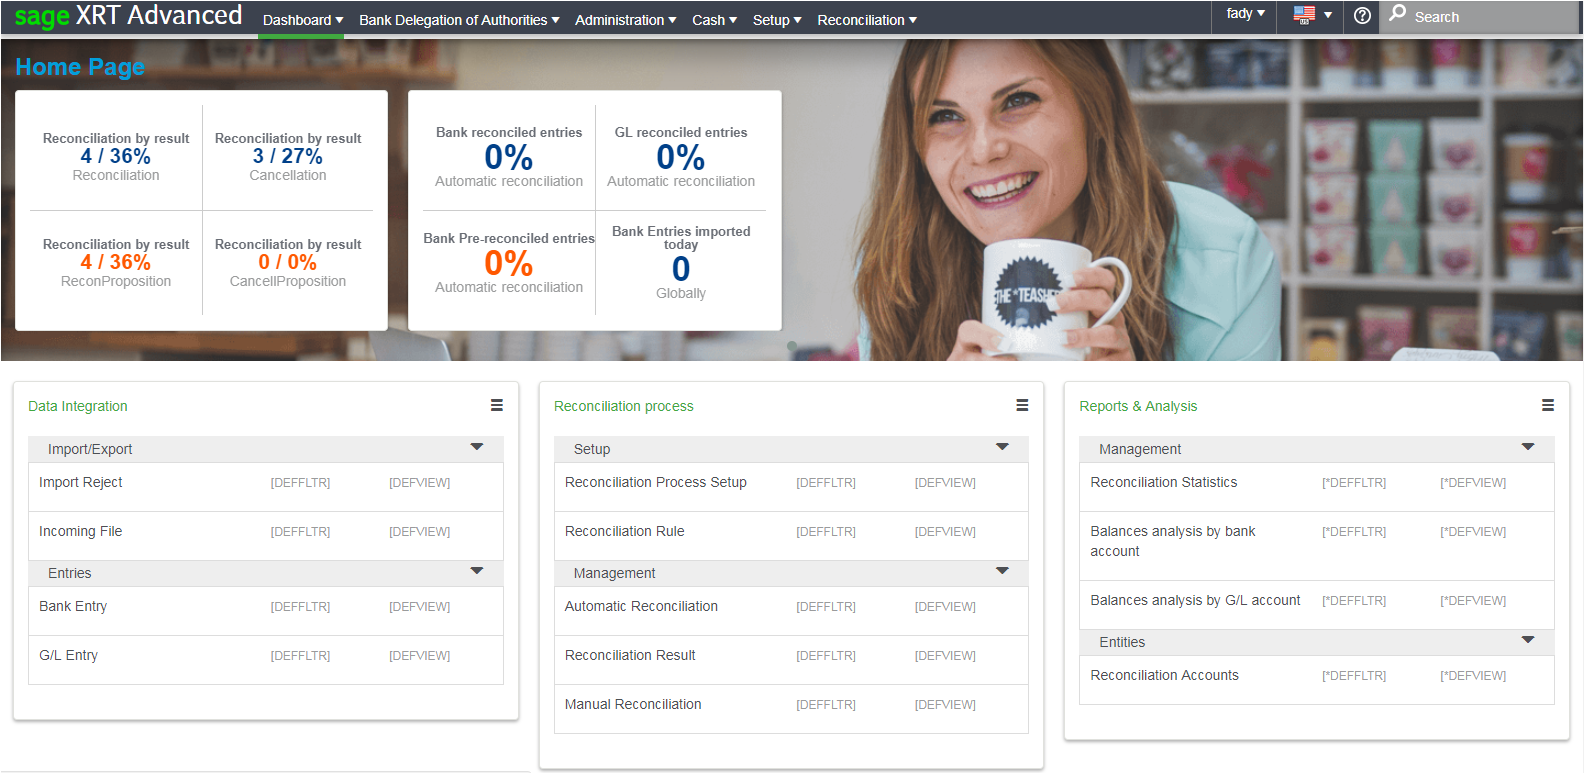 sage XRT Advanced
Dashboard Bank Delegation of Authorities Administration Cash Setup Reconciliation
fady US ? Search
Home Page
Reconciliation by result
4 / 36%
Reconciliation
Reconciliation by result
3 / 27%
Cancellation
Reconciliation by result
4 / 36%
ReconProposition
Reconciliation by result
0 / 0%
CancellProposition
Bank reconciled entries
0%
Automatic reconciliation
GL reconciled entries
0%
Automatic reconciliation
Bank Pre-reconciled entries
0%
Automatic reconciliation
Bank Entries imported
today
0
Globally
THE *TEASHE
Data Integration
Import/Export
Import Reject [DEFFLTR] [DEFVIEW]
Incoming File [DEFFLTR] [DEFVIEW]
Entries
Bank Entry [DEFFLTR] [DEFVIEW]
G/L Entry [DEFFLTR] [DEFVIEW]
Reconciliation process
Setup
Reconciliation Process Setup [DEFFLTR] [DEFVIEW]
Reconciliation Rule [DEFFLTR] [DEFVIEW]
Management
Automatic Reconciliation [DEFFLTR] [DEFVIEW]
Reconciliation Result [DEFFLTR] [DEFVIEW]
Manual Reconciliation [DEFFLTR] [DEFVIEW]
Reports & Analysis
Management
Reconciliation Statistics [*DEFFLTR] [*DEFVIEW]
Balances analysis by bank [*DEFFLTR] [*DEFVIEW]
account
Balances analysis by G/L account [*DEFFLTR] [*DEFVIEW]
Entities
Reconciliation Accounts [*DEFFLTR] [*DEFVIEW]